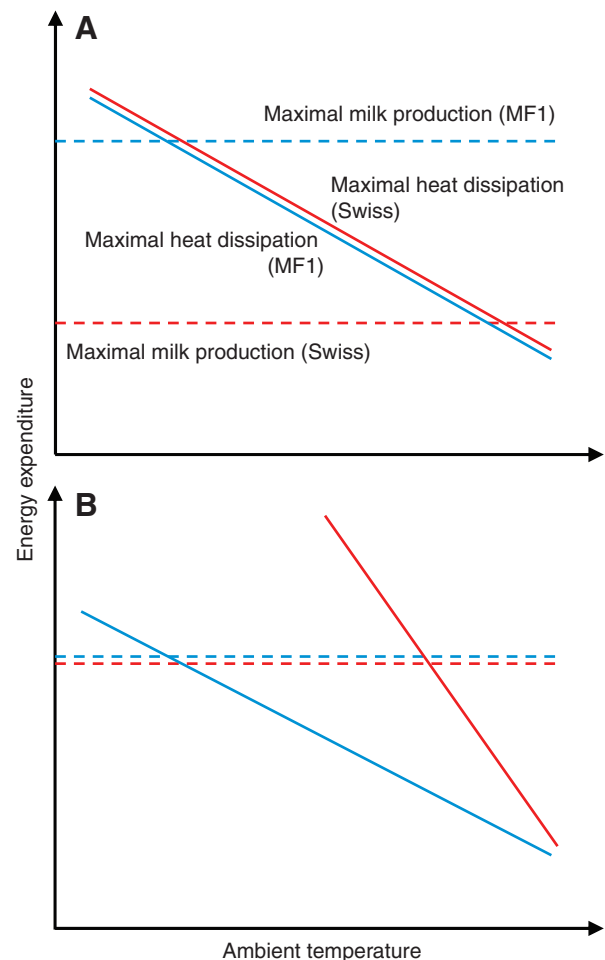 A
Maximal milk production (MF1)
Maximal heat dissipation
(Swiss)
Maximal heat dissipation
(MF1)
Maximal milk production (Swiss)
Energy expenditure
B
Ambient temperature